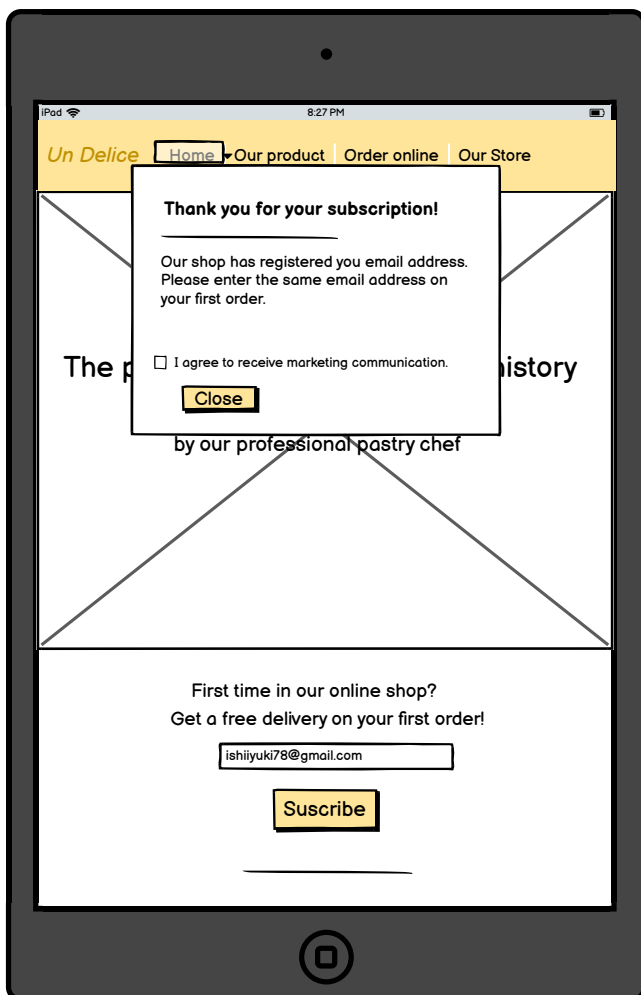 iPad 8:27 PM
Un Delice Home Our product Order online Our Store
Thank you for your subscription!
Our shop has registered you email address.
Please enter the same email address on
your first order.
I agree to receive marketing communication.
The
Close
by our professional pastry chef
First time in our online shop?
Get a free delivery on your first order!
ishiiyuki78@gmail.com
Suscribe